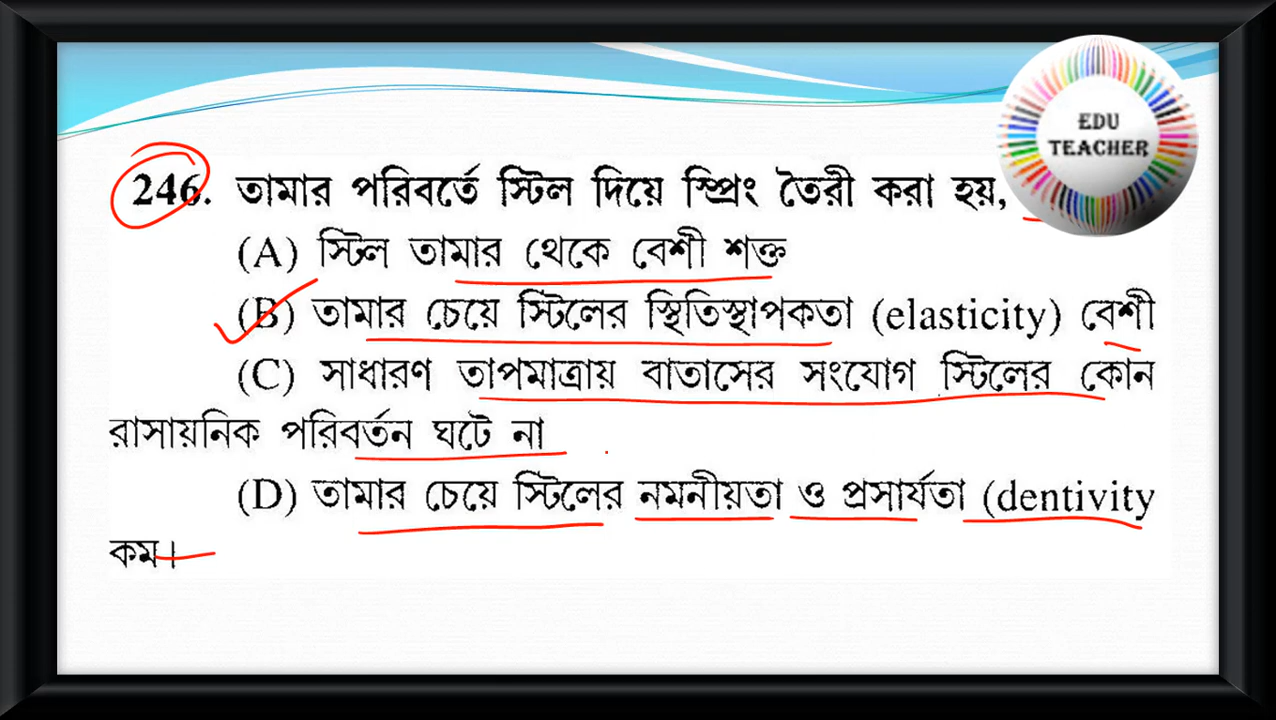 EDU
TEACHER
246. তামার পরিবর্তে স্টিল দিয়ে স্প্রিং তৈরী করা হয়,
(A) স্টিল তামার থেকে বেশী শক্ত
(B) তামার চেয়ে স্টিলের স্থিতিস্থাপকতা (elasticity) বেশী
(C) সাধারণ তাপমাত্রায় বাতাসের সংযোগ স্টিলের কোন
রাসায়নিক পরিবর্তন ঘটে না
(D) তামার চেয়ে স্টিলের নমনীয়তা ও প্রসার্যতা (dentivity
কম।